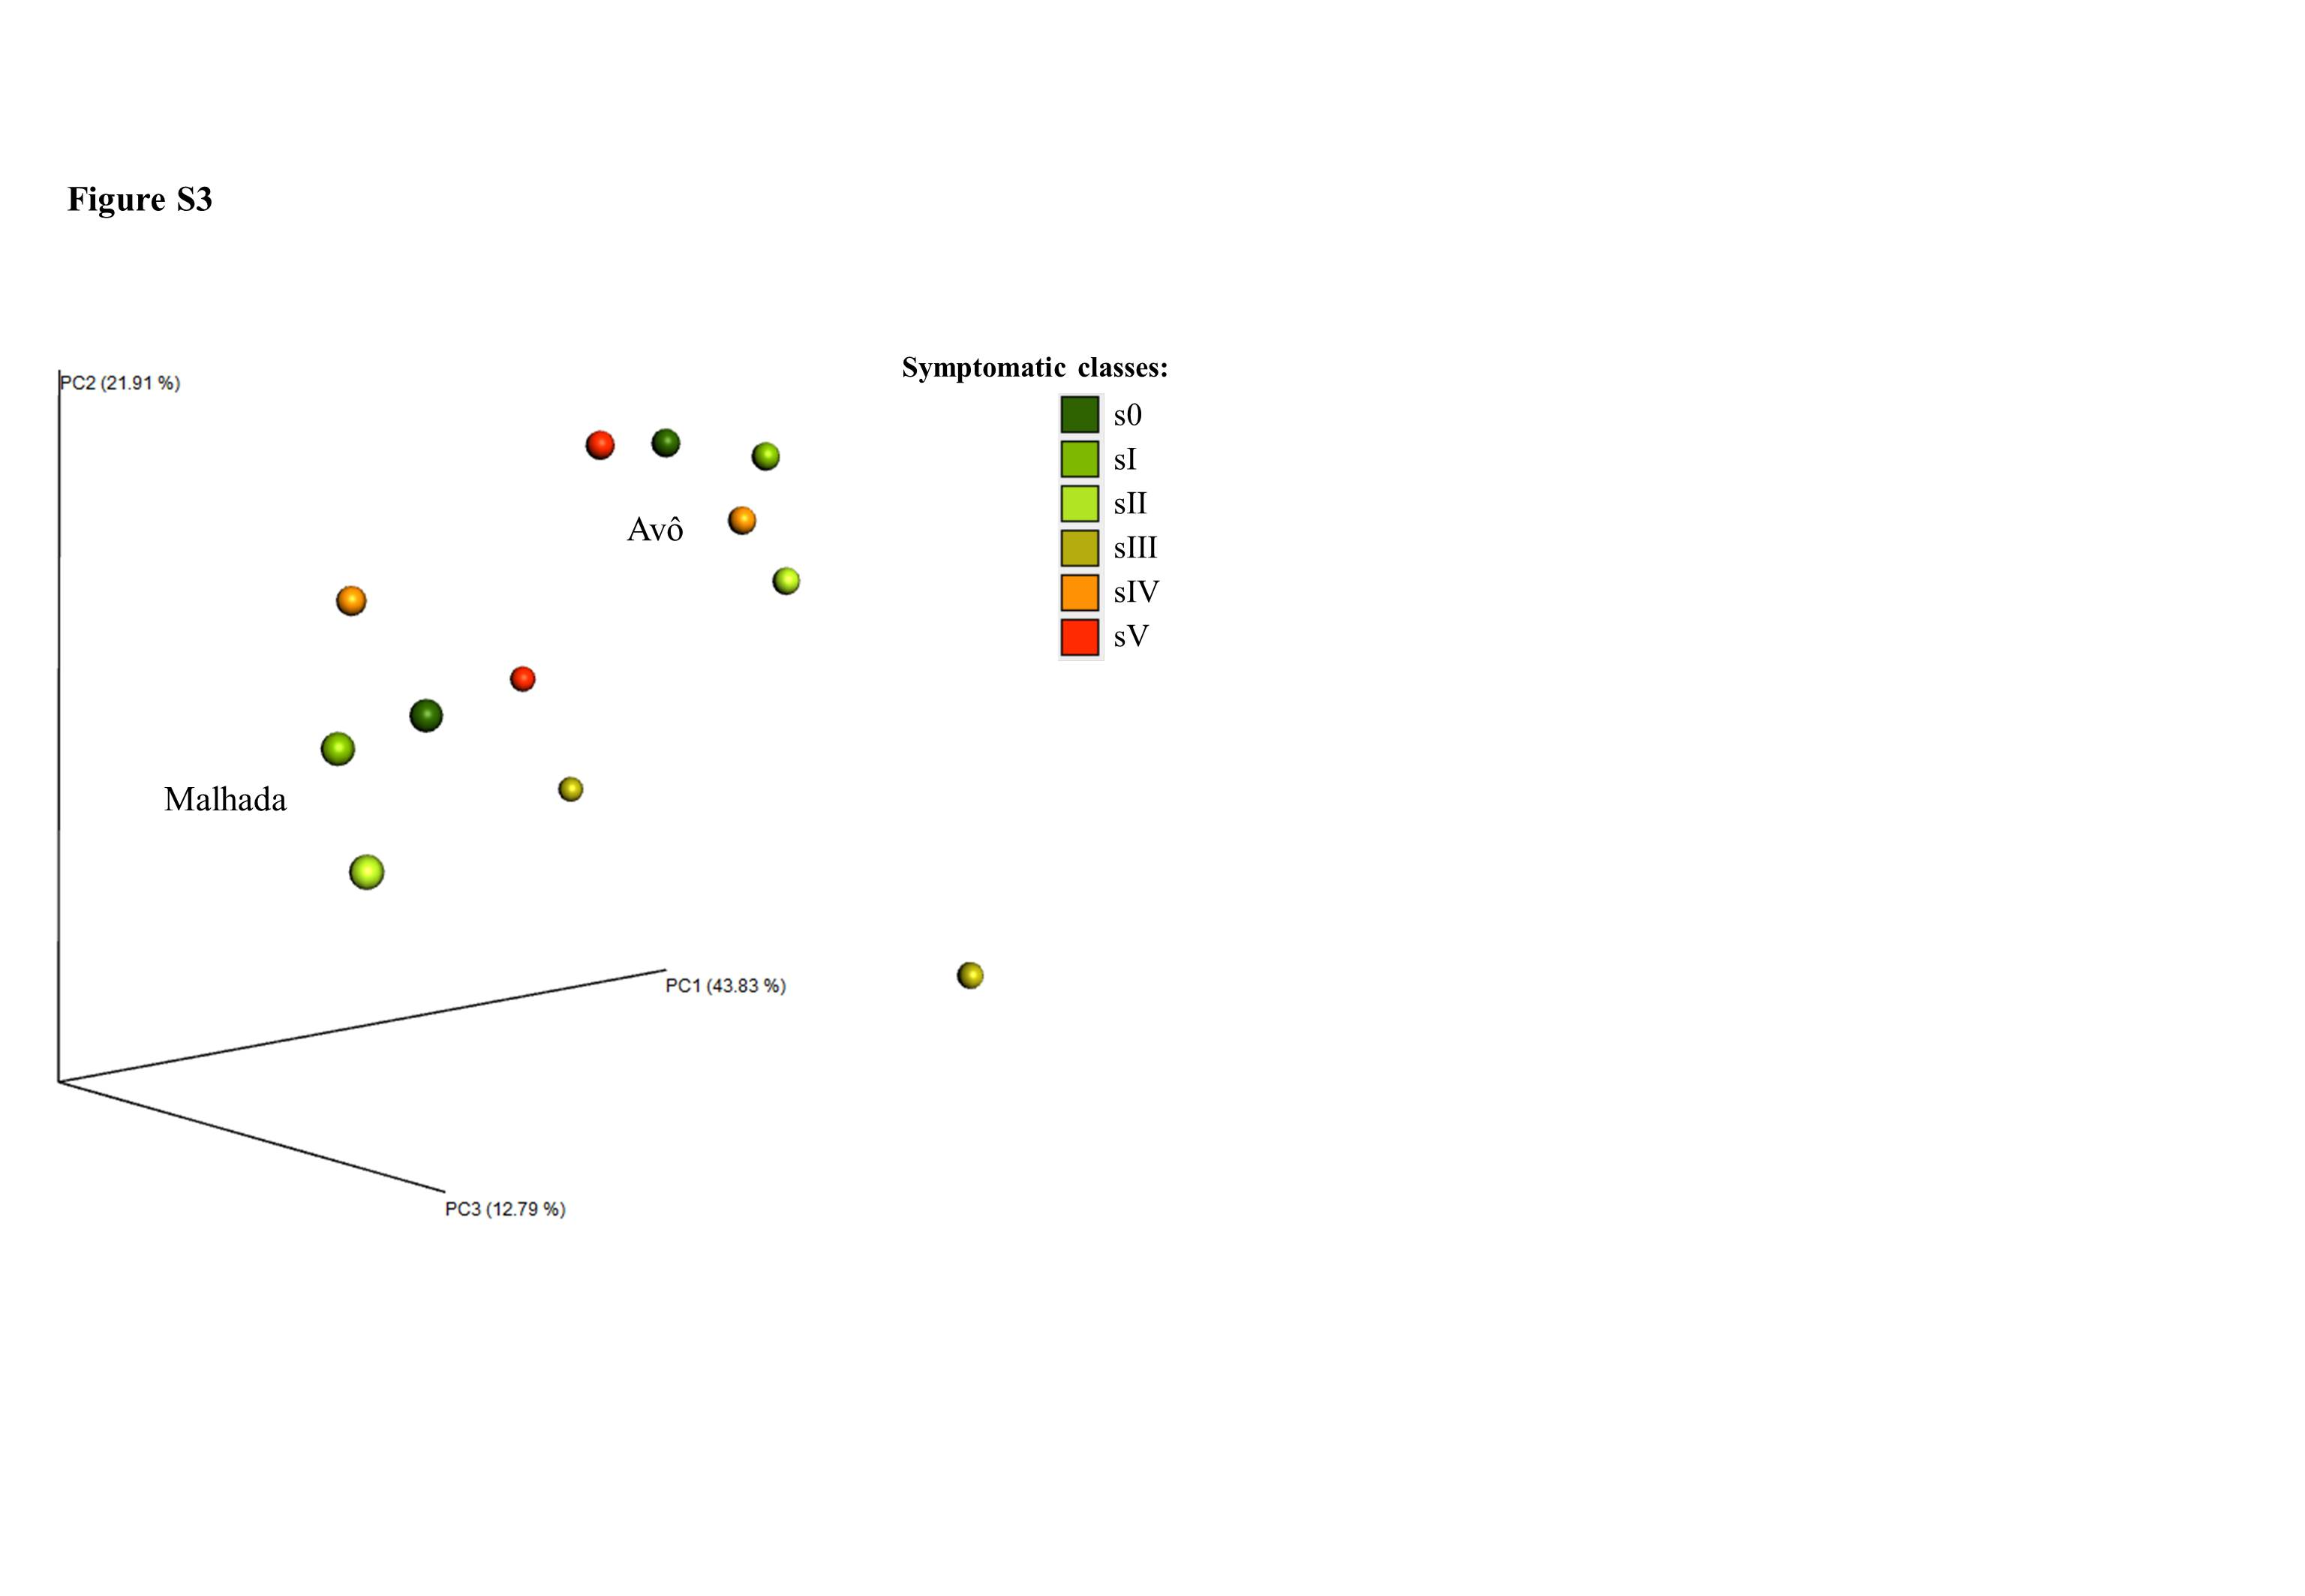 Figure S3
PC2 (21.91 %)
Symptomatic classes:
s0
sI
sII
sIII
sIV
sV
Avô
Malhada
PC1 (43.83 %)
PC3 (12.79 %)